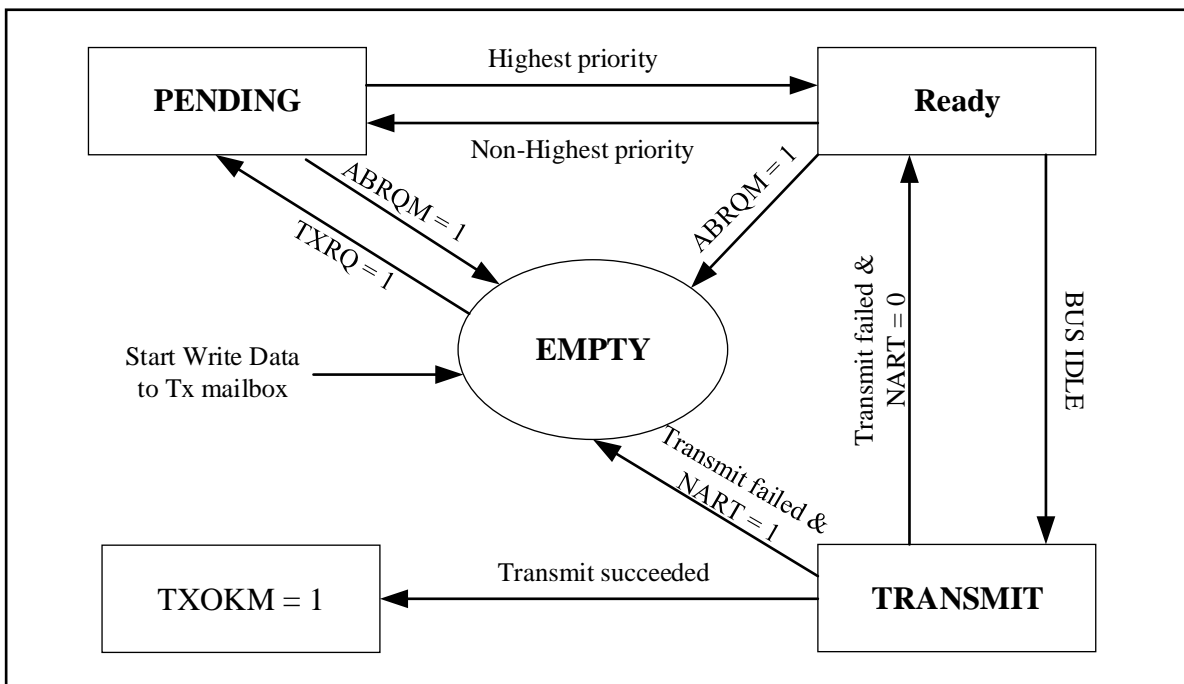 Highest priority
PENDING
Ready
Non-Highest priority
ABRQM = 1
TXRQ = 1
ABRQM = 1
Transmit failed &
NART = 0
BUS IDLE
EMPTY
Start Write Data
to Tx mailbox
Transmit failed &
NART = 1
Transmit succeeded
TXOKM = 1
TRANSMIT